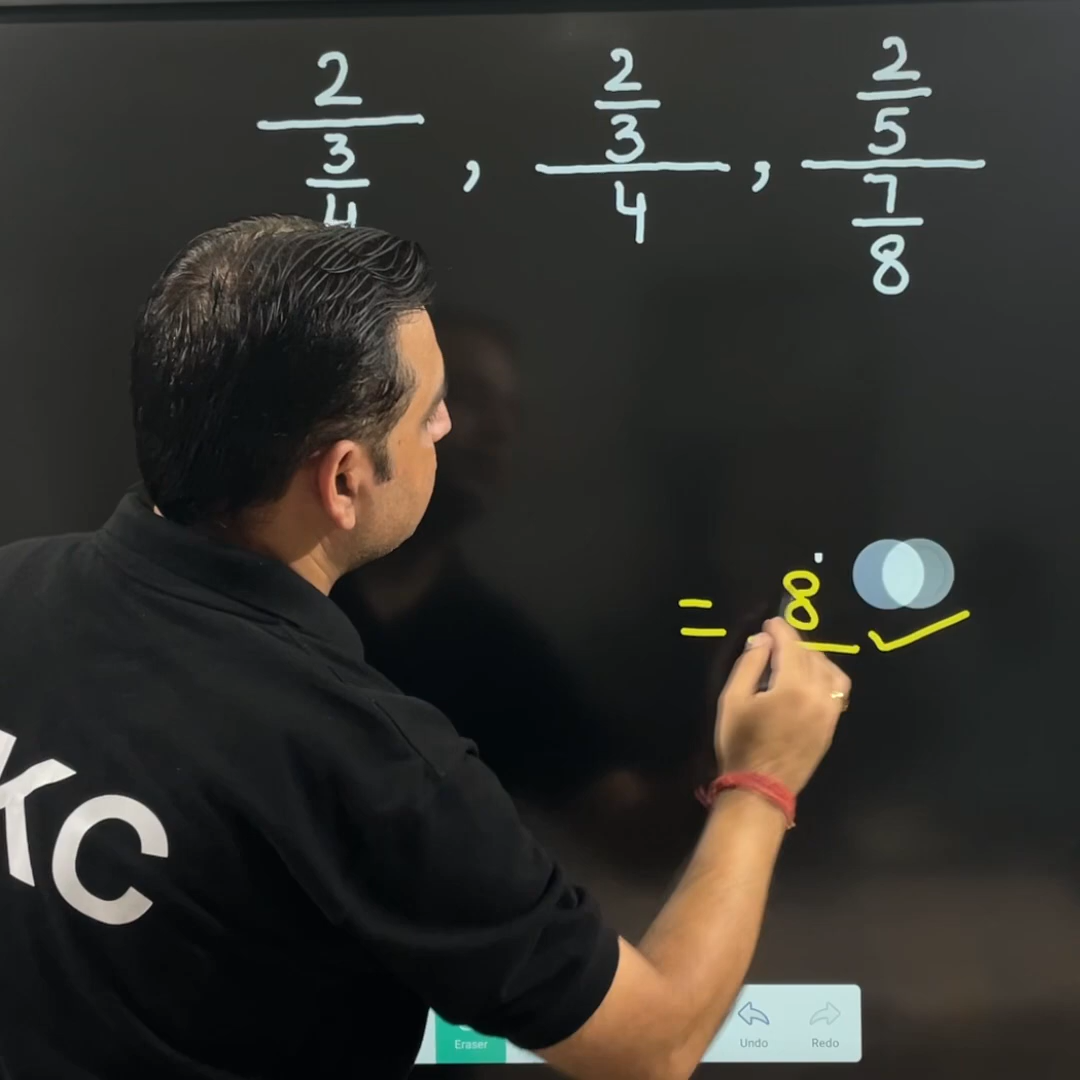 2/(3/4) , (2/3)/4 , (2/5)/(7/8)
= 8
KC
Eraser Undo Redo